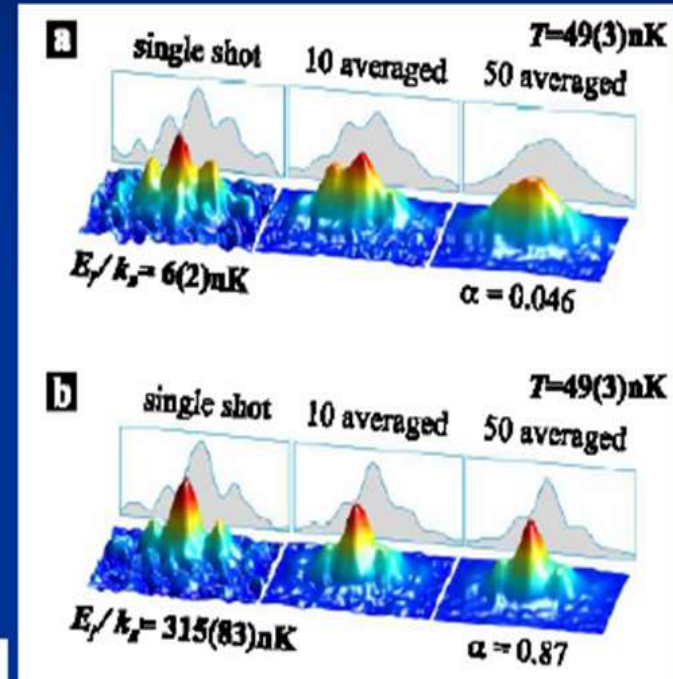 a
T=49(3)nK
single shot
10 averaged
50 averaged
E_J/k_B= 6(2)nK
α = 0.046
b
T=49(3)nK
single shot
10 averaged
50 averaged
E_J/k_B= 315(83)nK
α = 0.87